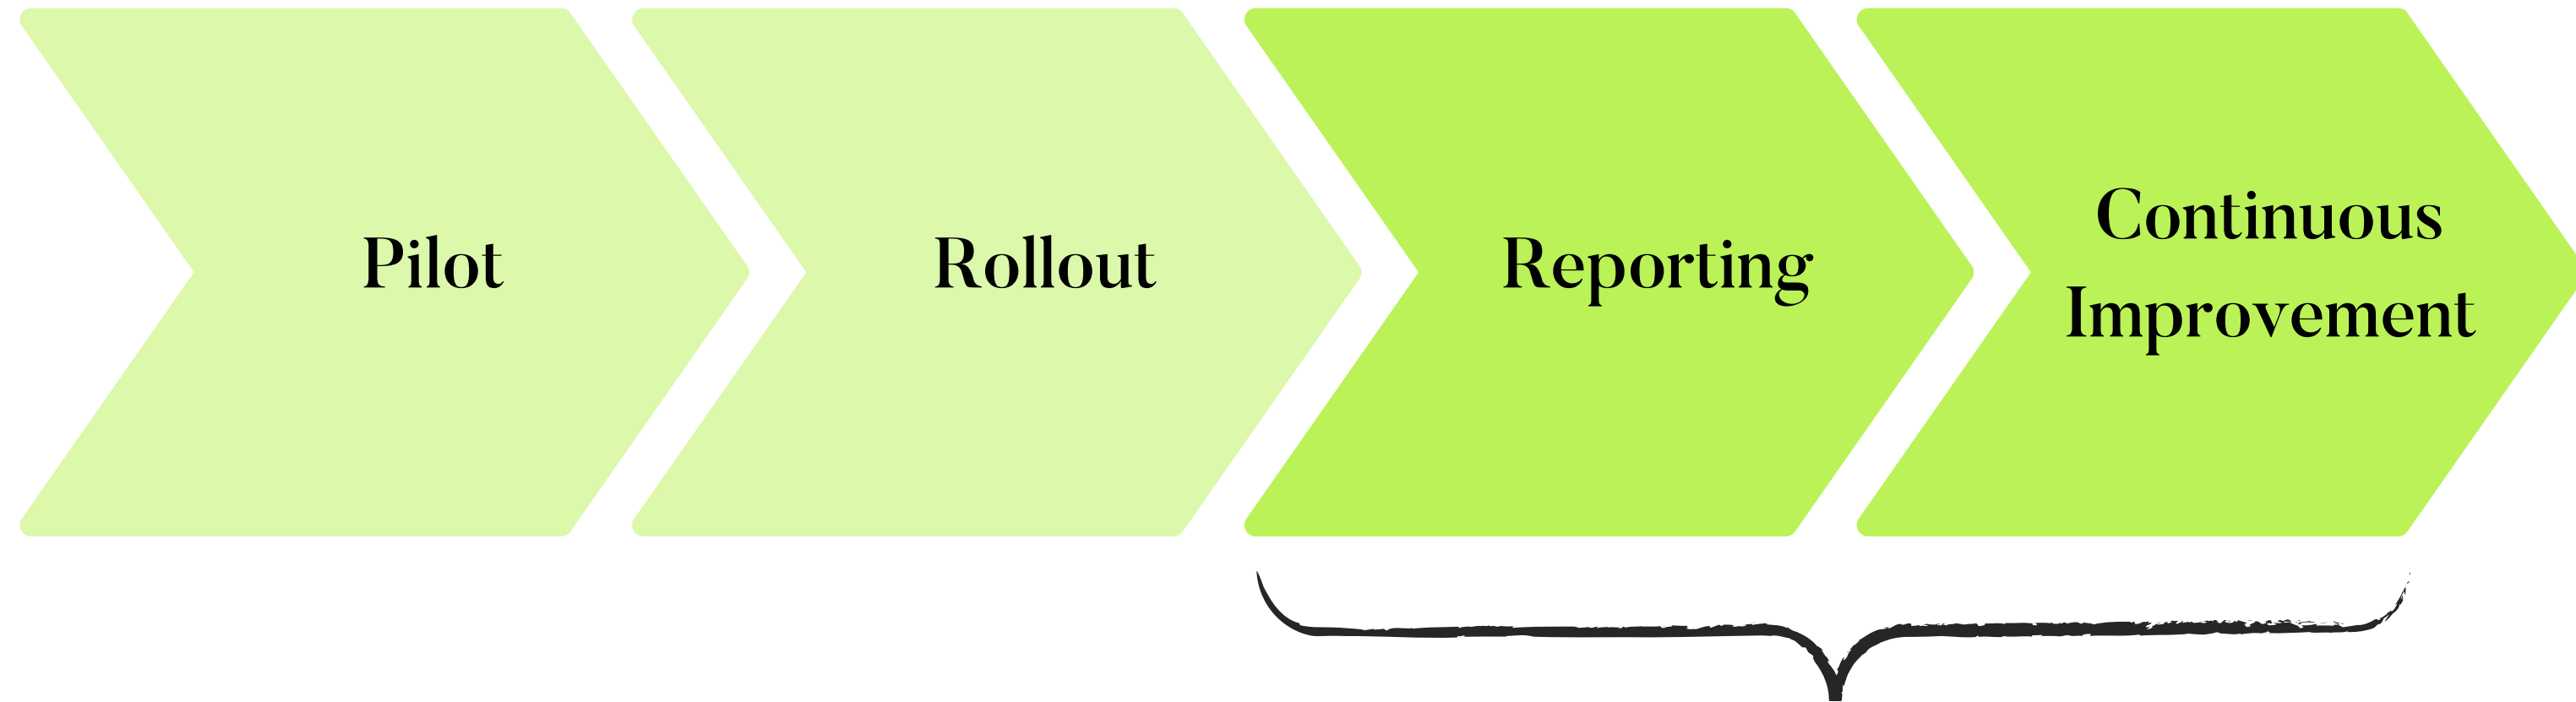 Pilot
Rollout
Reporting
Continuous
Improvement